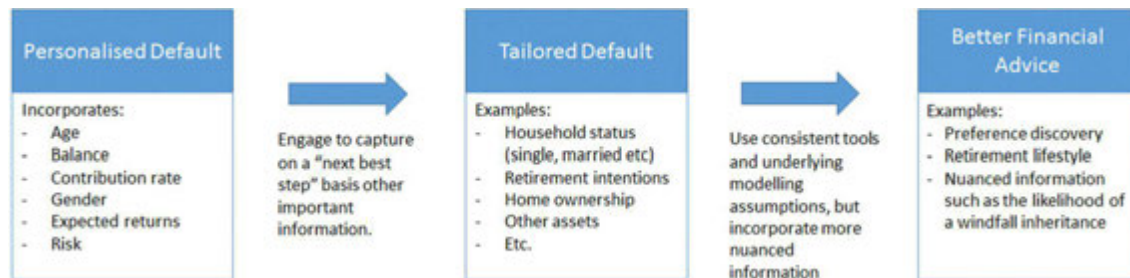 Personalised Default
Incorporates:
- Age
- Balance
- Contribution rate
- Gender
- Expected returns
- Risk
Engage to capture
on a “next best
step” basis other
important
information.
Tailored Default
Examples:
- Household status
(single, married etc)
- Retirement intentions
- Home ownership
- Other assets
- Etc.
Use consistent tools
and underlying
modelling
assumptions, but
incorporate more
nuanced
information
Better Financial
Advice
Examples:
- Preference discovery
- Retirement lifestyle
- Nuanced information
such as the likelihood of
a windfall inheritance